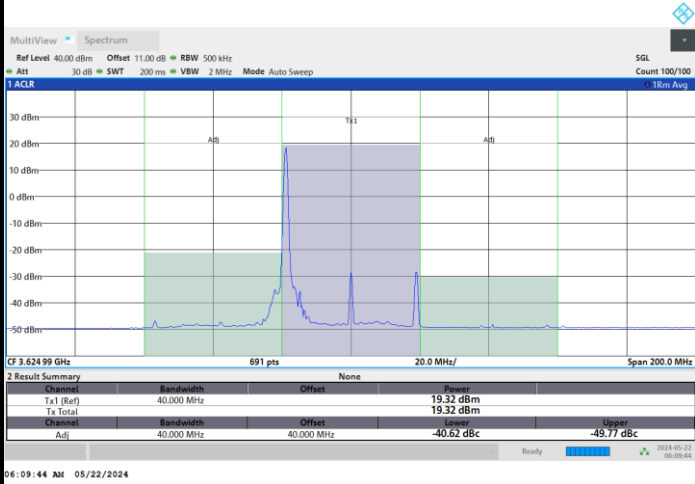 MultiView Spectrum
Ref Level 40.00 dBm Offset 11.00 dB RBW 500 kHz SGL
Att 30 dB SWT 200 ms VBW 2 MHz Mode Auto Sweep Count 100/100
1 ACLR 1Rm Avg
30 dBm
Tx1
20 dBm
Adj Adj
10 dBm
0 dBm
-10 dBm
-20 dBm
-30 dBm
-40 dBm
-50 dBm
CF 3.624 99 GHz 691 pts 20.0 MHz/ Span 200.0 MHz
2 Result Summary None
Channel Bandwidth Offset Power
Tx1 (Ref) 40.000 MHz 19.32 dBm
Tx Total 19.32 dBm
Channel Bandwidth Offset Lower Upper
Adj 40.000 MHz 40.000 MHz -40.62 dBc -49.77 dBc
Ready 2024-05-22
06:09:44
06:09:44 AM 05/22/2024